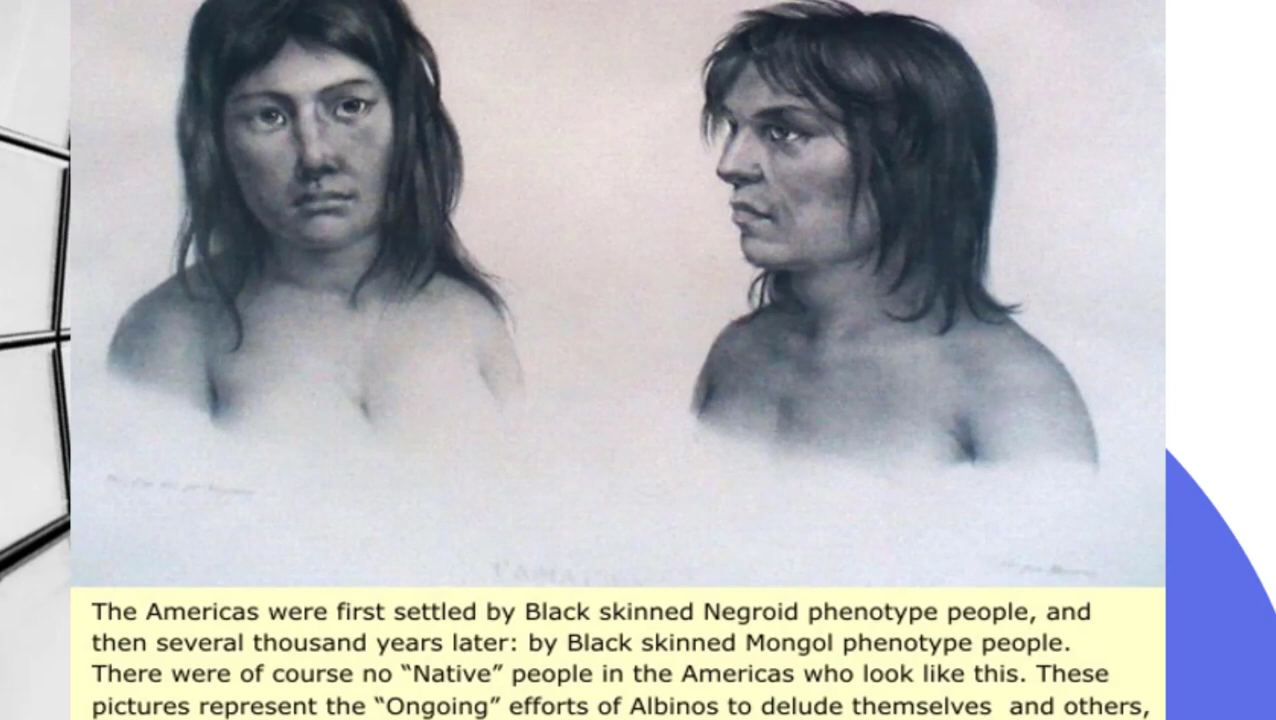 The Americas were first settled by Black skinned Negroid phenotype people, and
then several thousand years later: by Black skinned Mongol phenotype people.
There were of course no “Native” people in the Americas who look like this. These
pictures represent the “Ongoing” efforts of Albinos to delude themselves  and others,